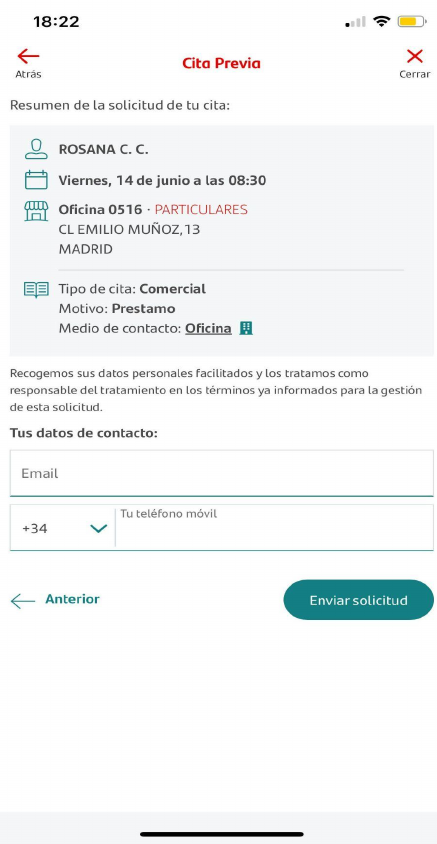 18:22
Atrás
Cita Previa
Cerrar
Resumen de la solicitud de tu cita:
ROSANA C. C.
Viernes, 14 de junio a las 08:30
Oficina 0516 · PARTICULARES
CL EMILIO MUÑOZ,13
MADRID
Tipo de cita: Comercial
Motivo: Prestamo
Medio de contacto: Oficina
Recogemos sus datos personales facilitados y los tratamos como
responsable del tratamiento en los términos ya informados para la gestión
de esta solicitud.
Tus datos de contacto:
Email
Tu teléfono móvil
+34
Anterior
Enviar solicitud